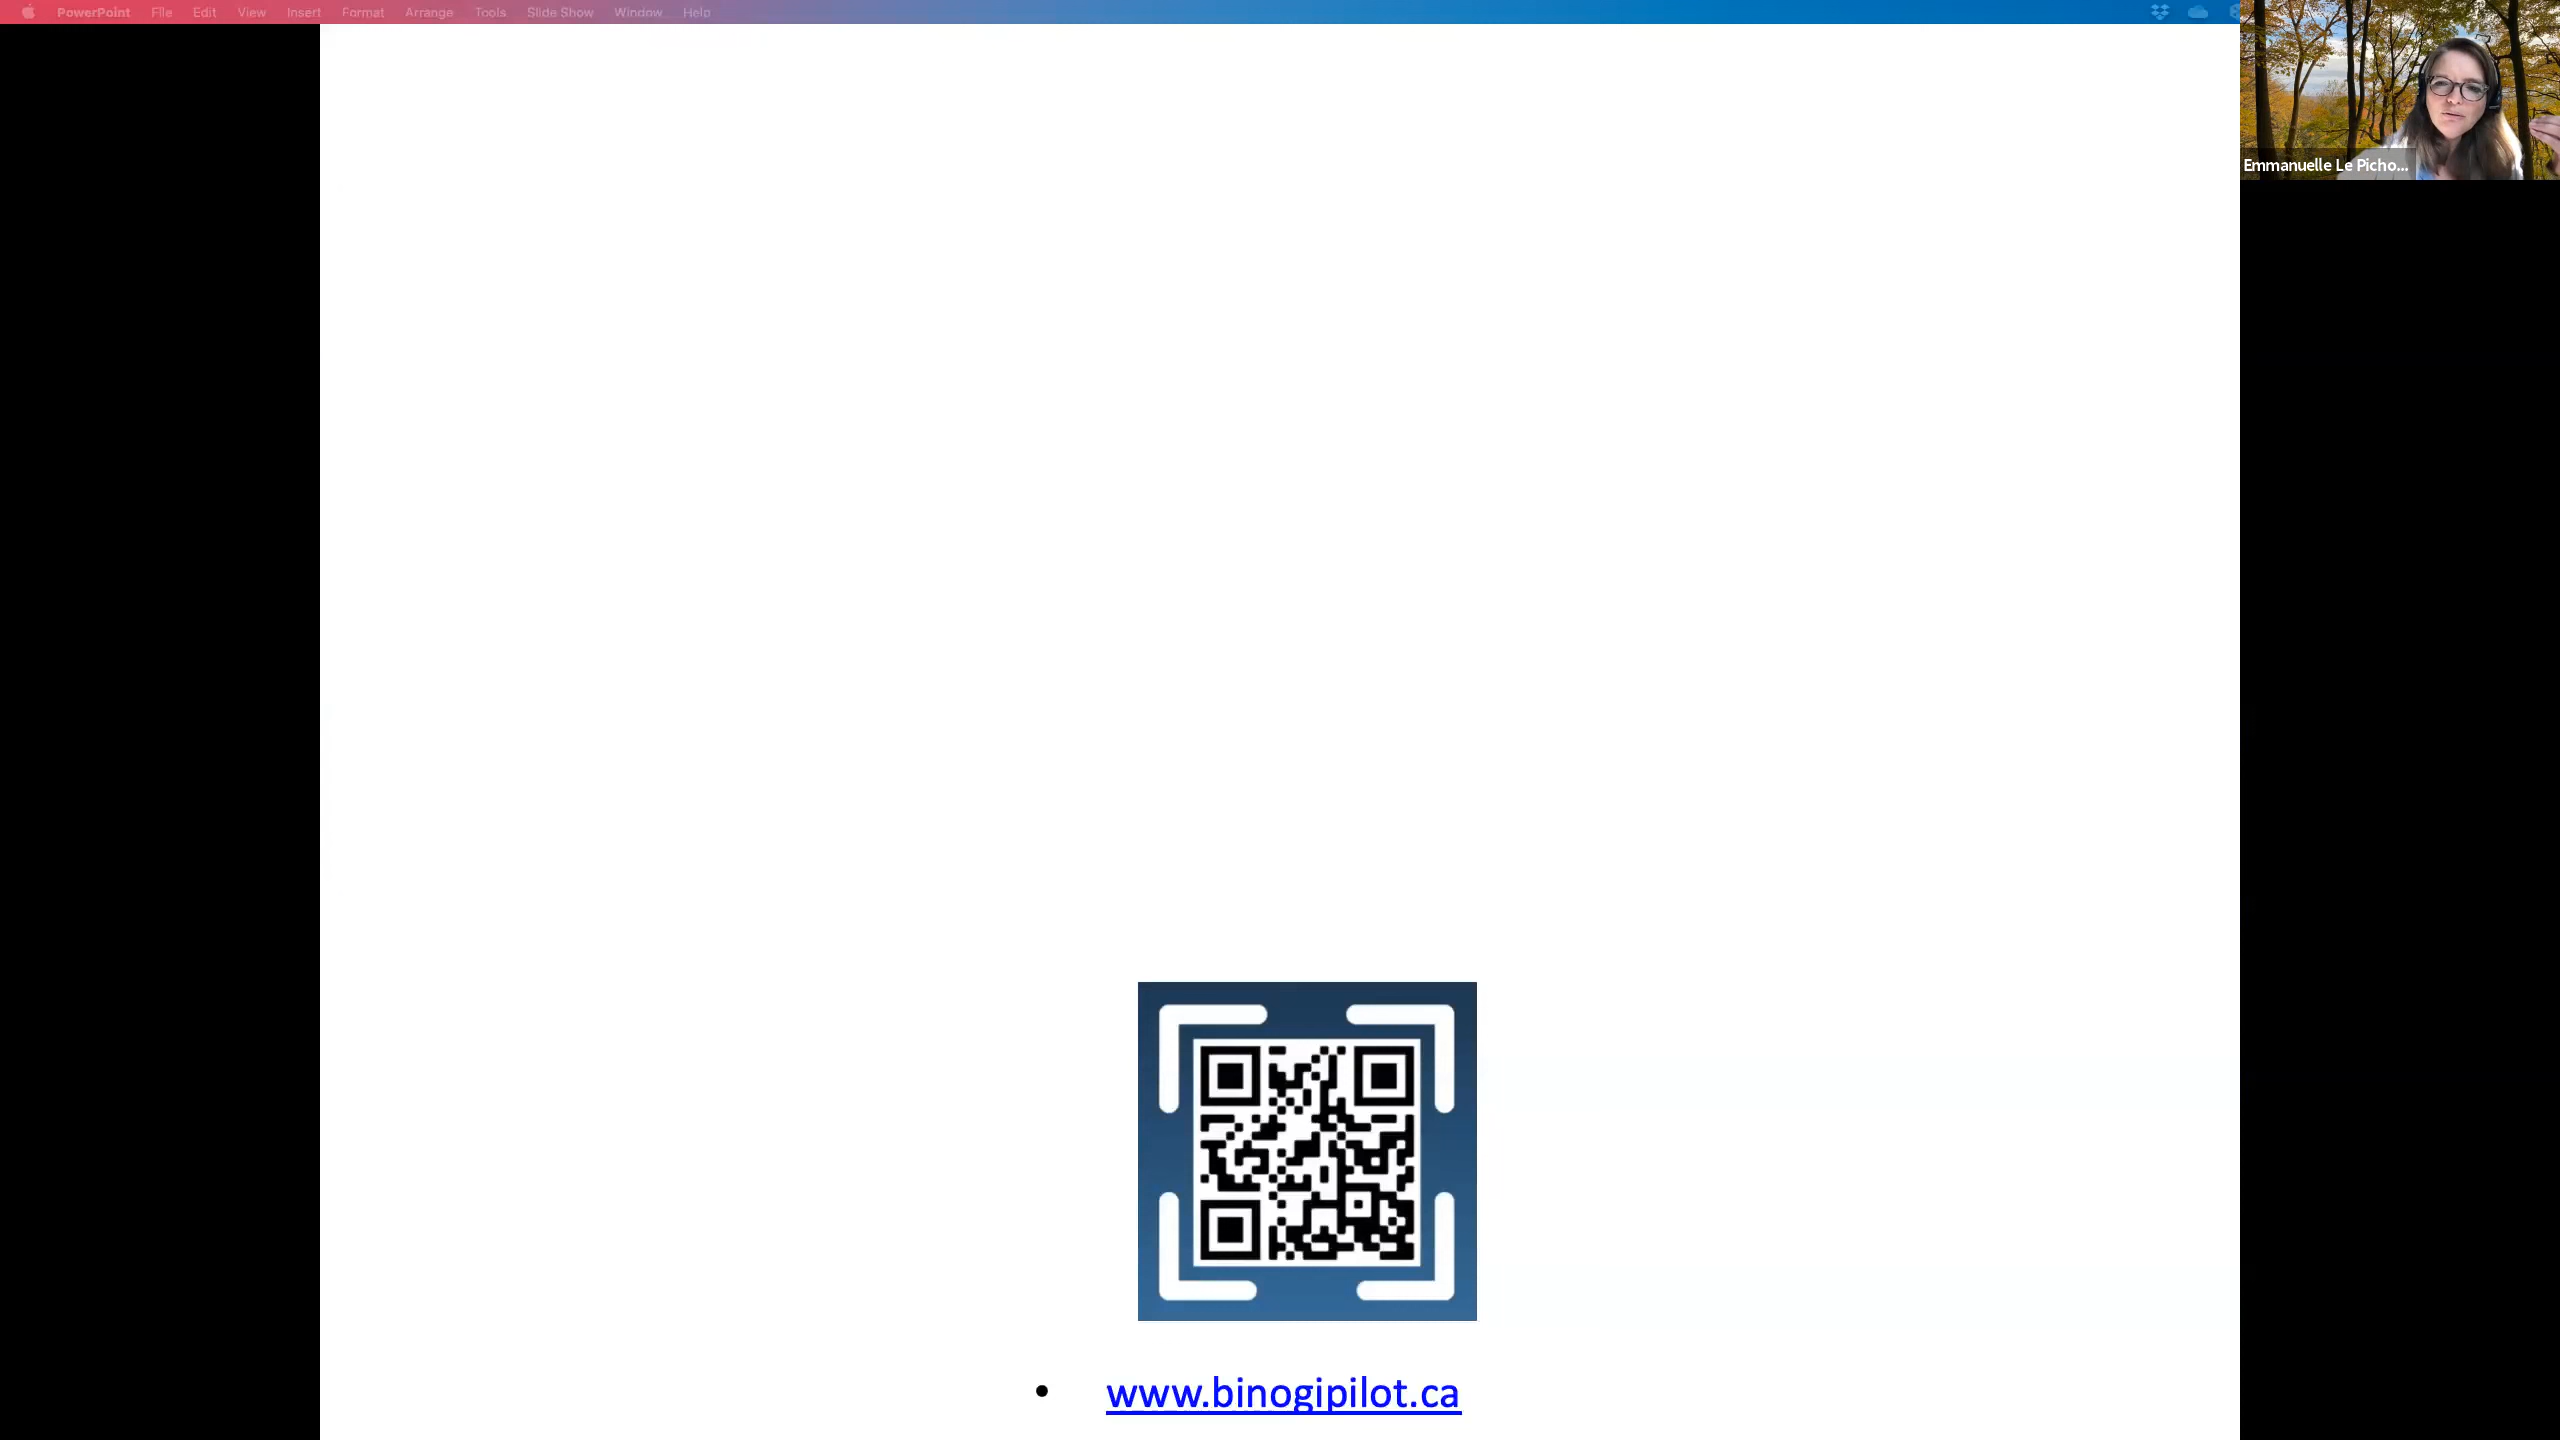 PowerPoint File Edit View Insert Format Arrange Tools Slide Show Window Help
Emmanuelle Le Picho...
• www.binogipilot.ca